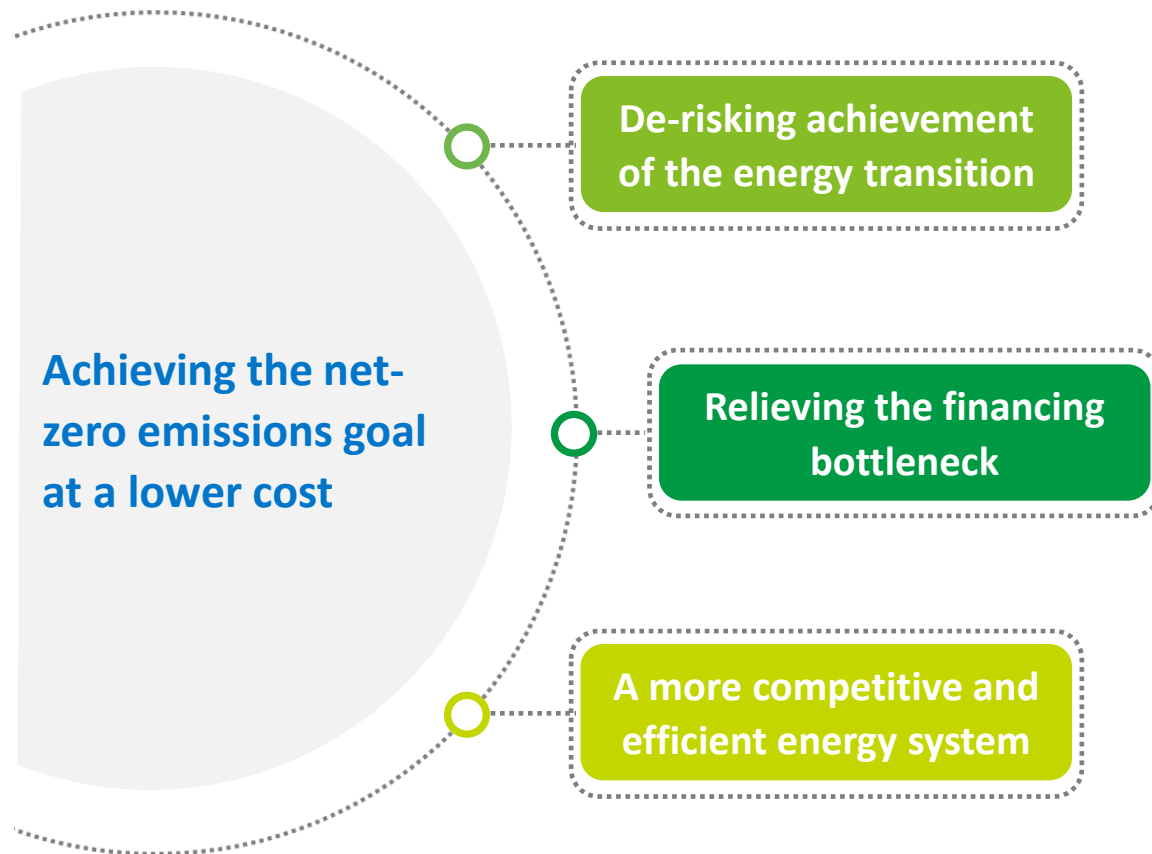 De-risking achievement
of the energy transition
Achieving the net-
zero emissions goal
at a lower cost
Relieving the financing
bottleneck
A more competitive and
efficient energy system